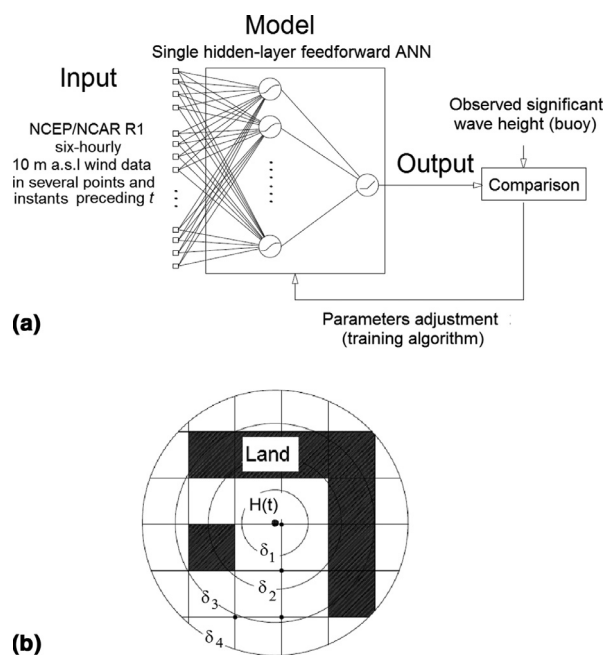 Model
Single hidden-layer feedforward ANN
Input
NCEP/NCAR R1
six-hourly
10 m a.s.l wind data
in several points and
instants preceding t
Observed significant
wave height (buoy)
Output
Comparison
Parameters adjustment
(training algorithm)
(a)
Land
H(t)
δ1
δ2
δ3
δ4
(b)